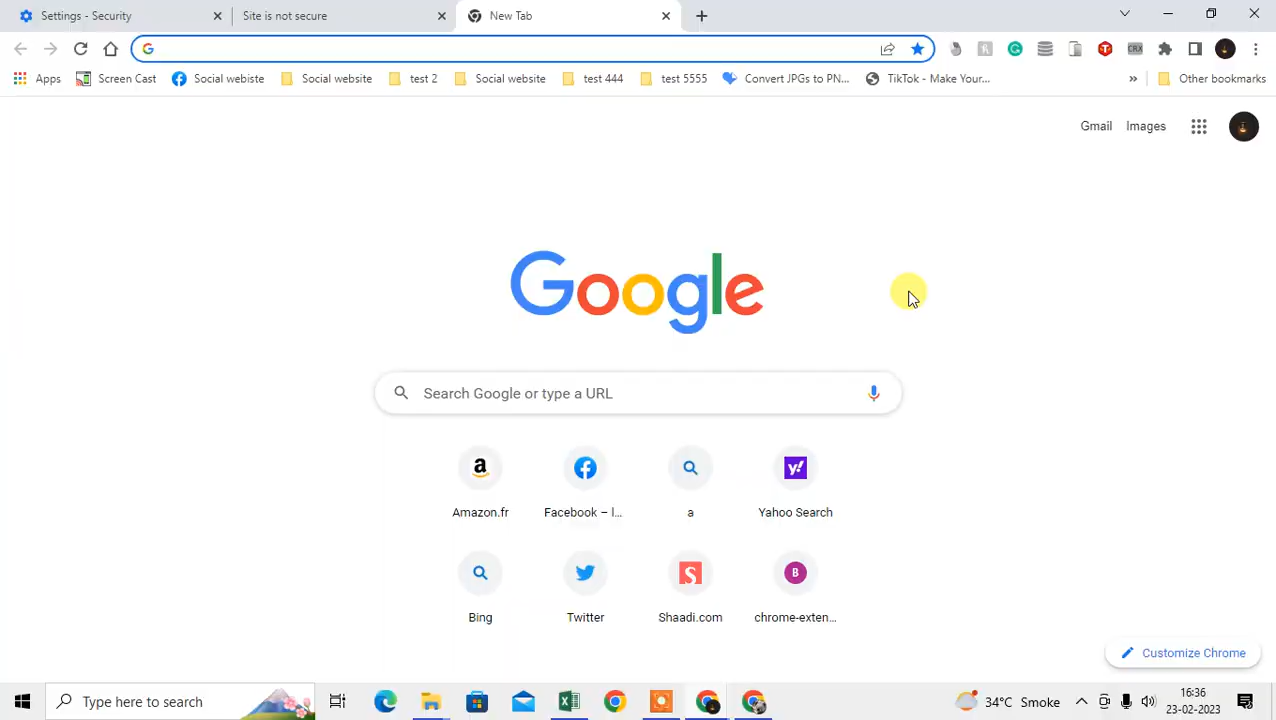 Settings - Security
Site is not secure
New Tab
Apps
Screen Cast
Social webiste
Social website
test 2
Social website
test 444
test 5555
Convert JPGs to PN...
TikTok - Make Your...
»
Other bookmarks
CRX
Gmail
Images
Google
Search Google or type a URL
Amazon.fr
Facebook – l...
a
Yahoo Search
Bing
Twitter
Shaadi.com
B
chrome-exten...
Customize Chrome
Type here to search
34°C Smoke
16:36
23-02-2023